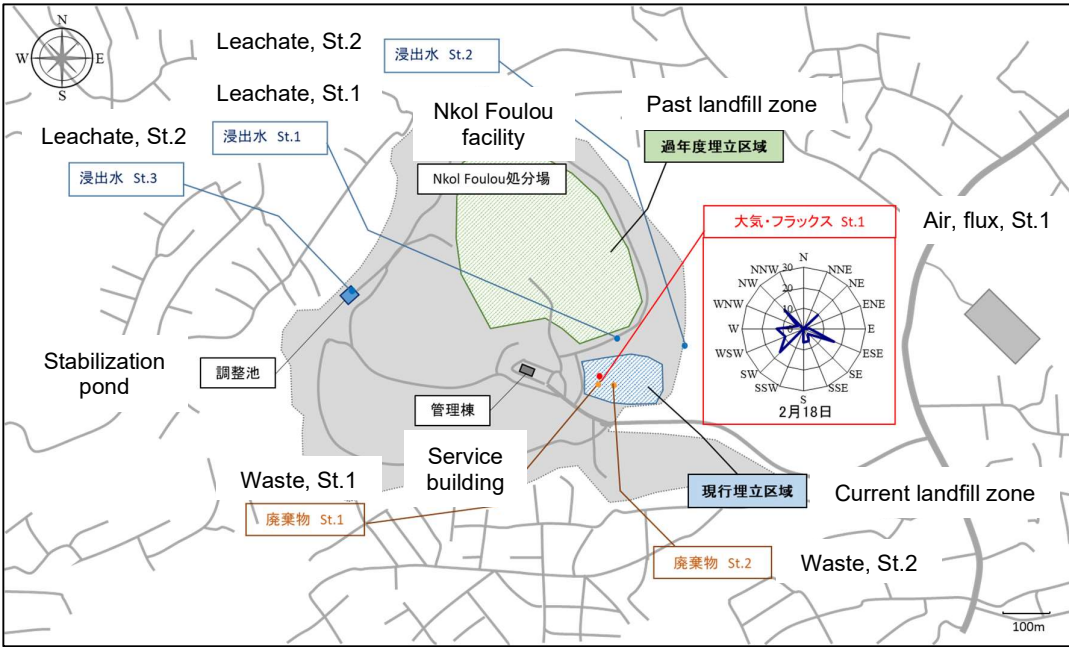 N
W
E
S
Leachate, St.2
浸出水 St.2
Leachate, St.1
浸出水 St.1
Leachate, St.2
浸出水 St.3
Nkol Foulou
facility
Nkol Foulou処分場
Past landfill zone
過年度埋立区域
大気・フラックス St.1
Air, flux, St.1
N
NNE
NE
ENE
E
ESE
SE
SSE
S
SSW
SW
WSW
W
WNW
NW
NNW
30
20
10
0
2月18日
Stabilization
pond
調整池
管理棟
Service
building
Waste, St.1
廃棄物 St.1
現行埋立区域
Current landfill zone
廃棄物 St.2
Waste, St.2
100m